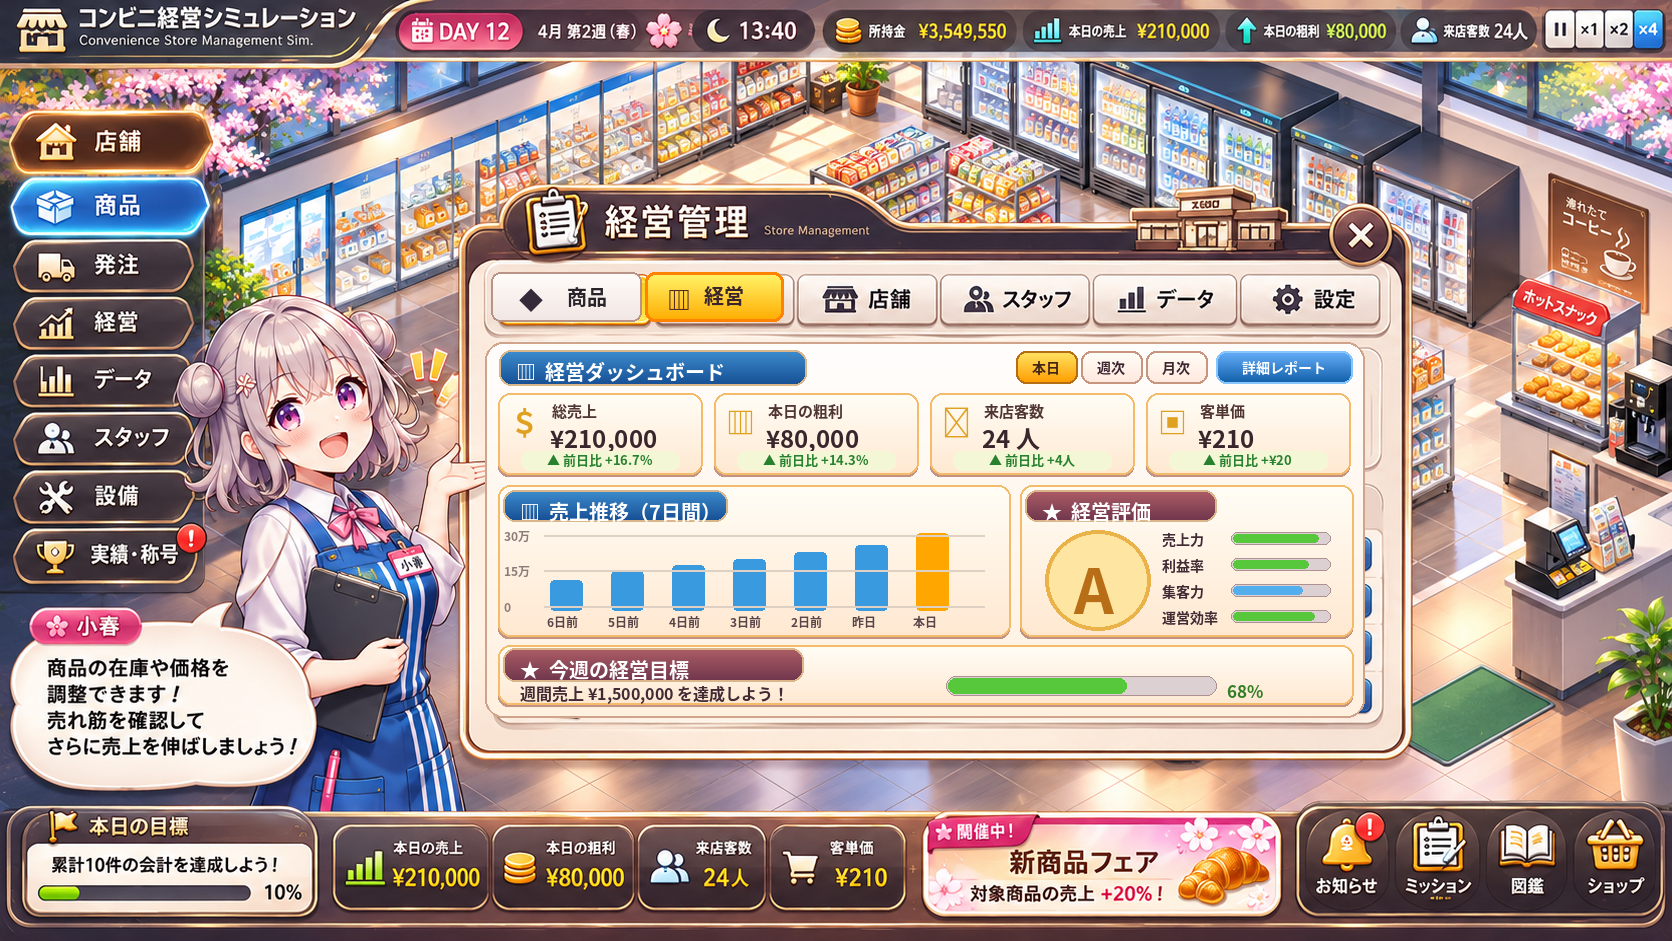 コンビニ経営シミュレーション
Convenience Store Management Sim.
DAY 12
4月 第2週 (春)
13:40
所持金 ¥3,549,550
本日の売上 ¥210,000
本日の粗利 ¥80,000
来店客数 24人
×1
×2
×4
店舗
商品
発注
経営
データ
スタッフ
設備
実績・称号
!
経営管理
Store Management
商品
経営
店舗
スタッフ
データ
設定
経営ダッシュボード
本日
週次
月次
詳細レポート
総売上
¥210,000
▲前日比 +16.7%
本日の粗利
¥80,000
▲前日比 +14.3%
来店客数
24 人
▲前日比 +4人
客単価
¥210
▲前日比 +¥20
売上推移（7日間）
30万
15万
0
6日前
5日前
4日前
3日前
2日前
昨日
本日
★ 経営評価
A
売上力
利益率
集客力
運営効率
★ 今週の経営目標
週間売上 ¥1,500,000 を達成しよう！
68%
淹れたて
コーヒー
ホットスナック
小春
小春
商品の在庫や価格を
調整できます！
売れ筋を確認して
さらに売上を伸ばしましょう！
本日の目標
累計10件の会計を達成しよう！
10%
本日の売上
¥210,000
本日の粗利
¥80,000
来店客数
24人
客単価
¥210
開催中！
新商品フェア
対象商品の売上 +20%！
!
お知らせ
ミッション
図鑑
ショップ